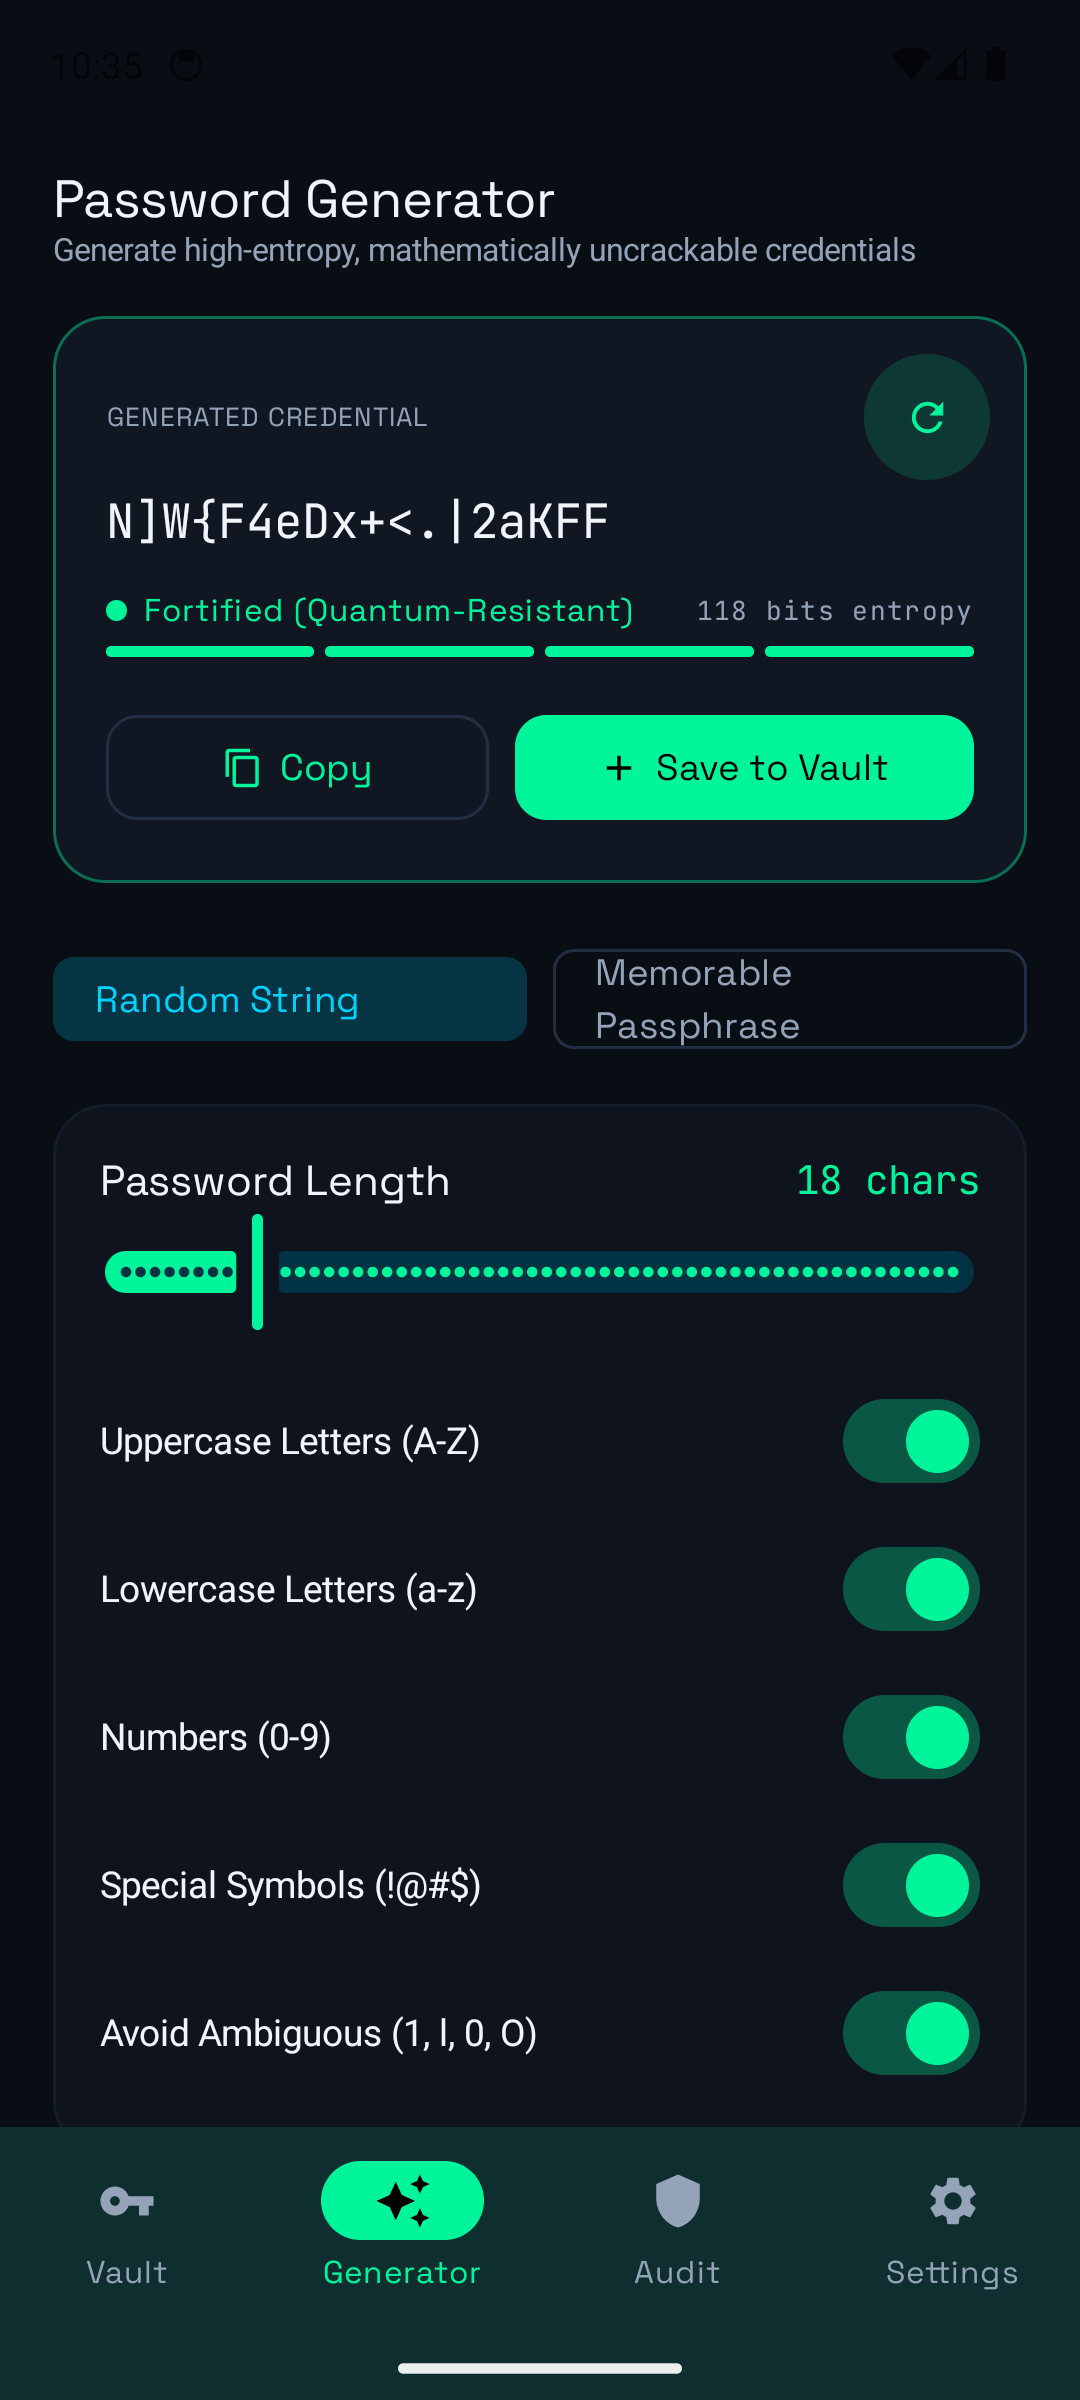 10:35
Password Generator
Generate high-entropy, mathematically uncrackable credentials
GENERATED CREDENTIAL
N]W{F4eDx+<.|2aKFF
Fortified (Quantum-Resistant) 118 bits entropy
Copy
+ Save to Vault
Random String
Memorable
Passphrase
Password Length 18 chars
Uppercase Letters (A-Z)
Lowercase Letters (a-z)
Numbers (0-9)
Special Symbols (!@#$)
Avoid Ambiguous (1, l, 0, O)
Vault Generator Audit Settings